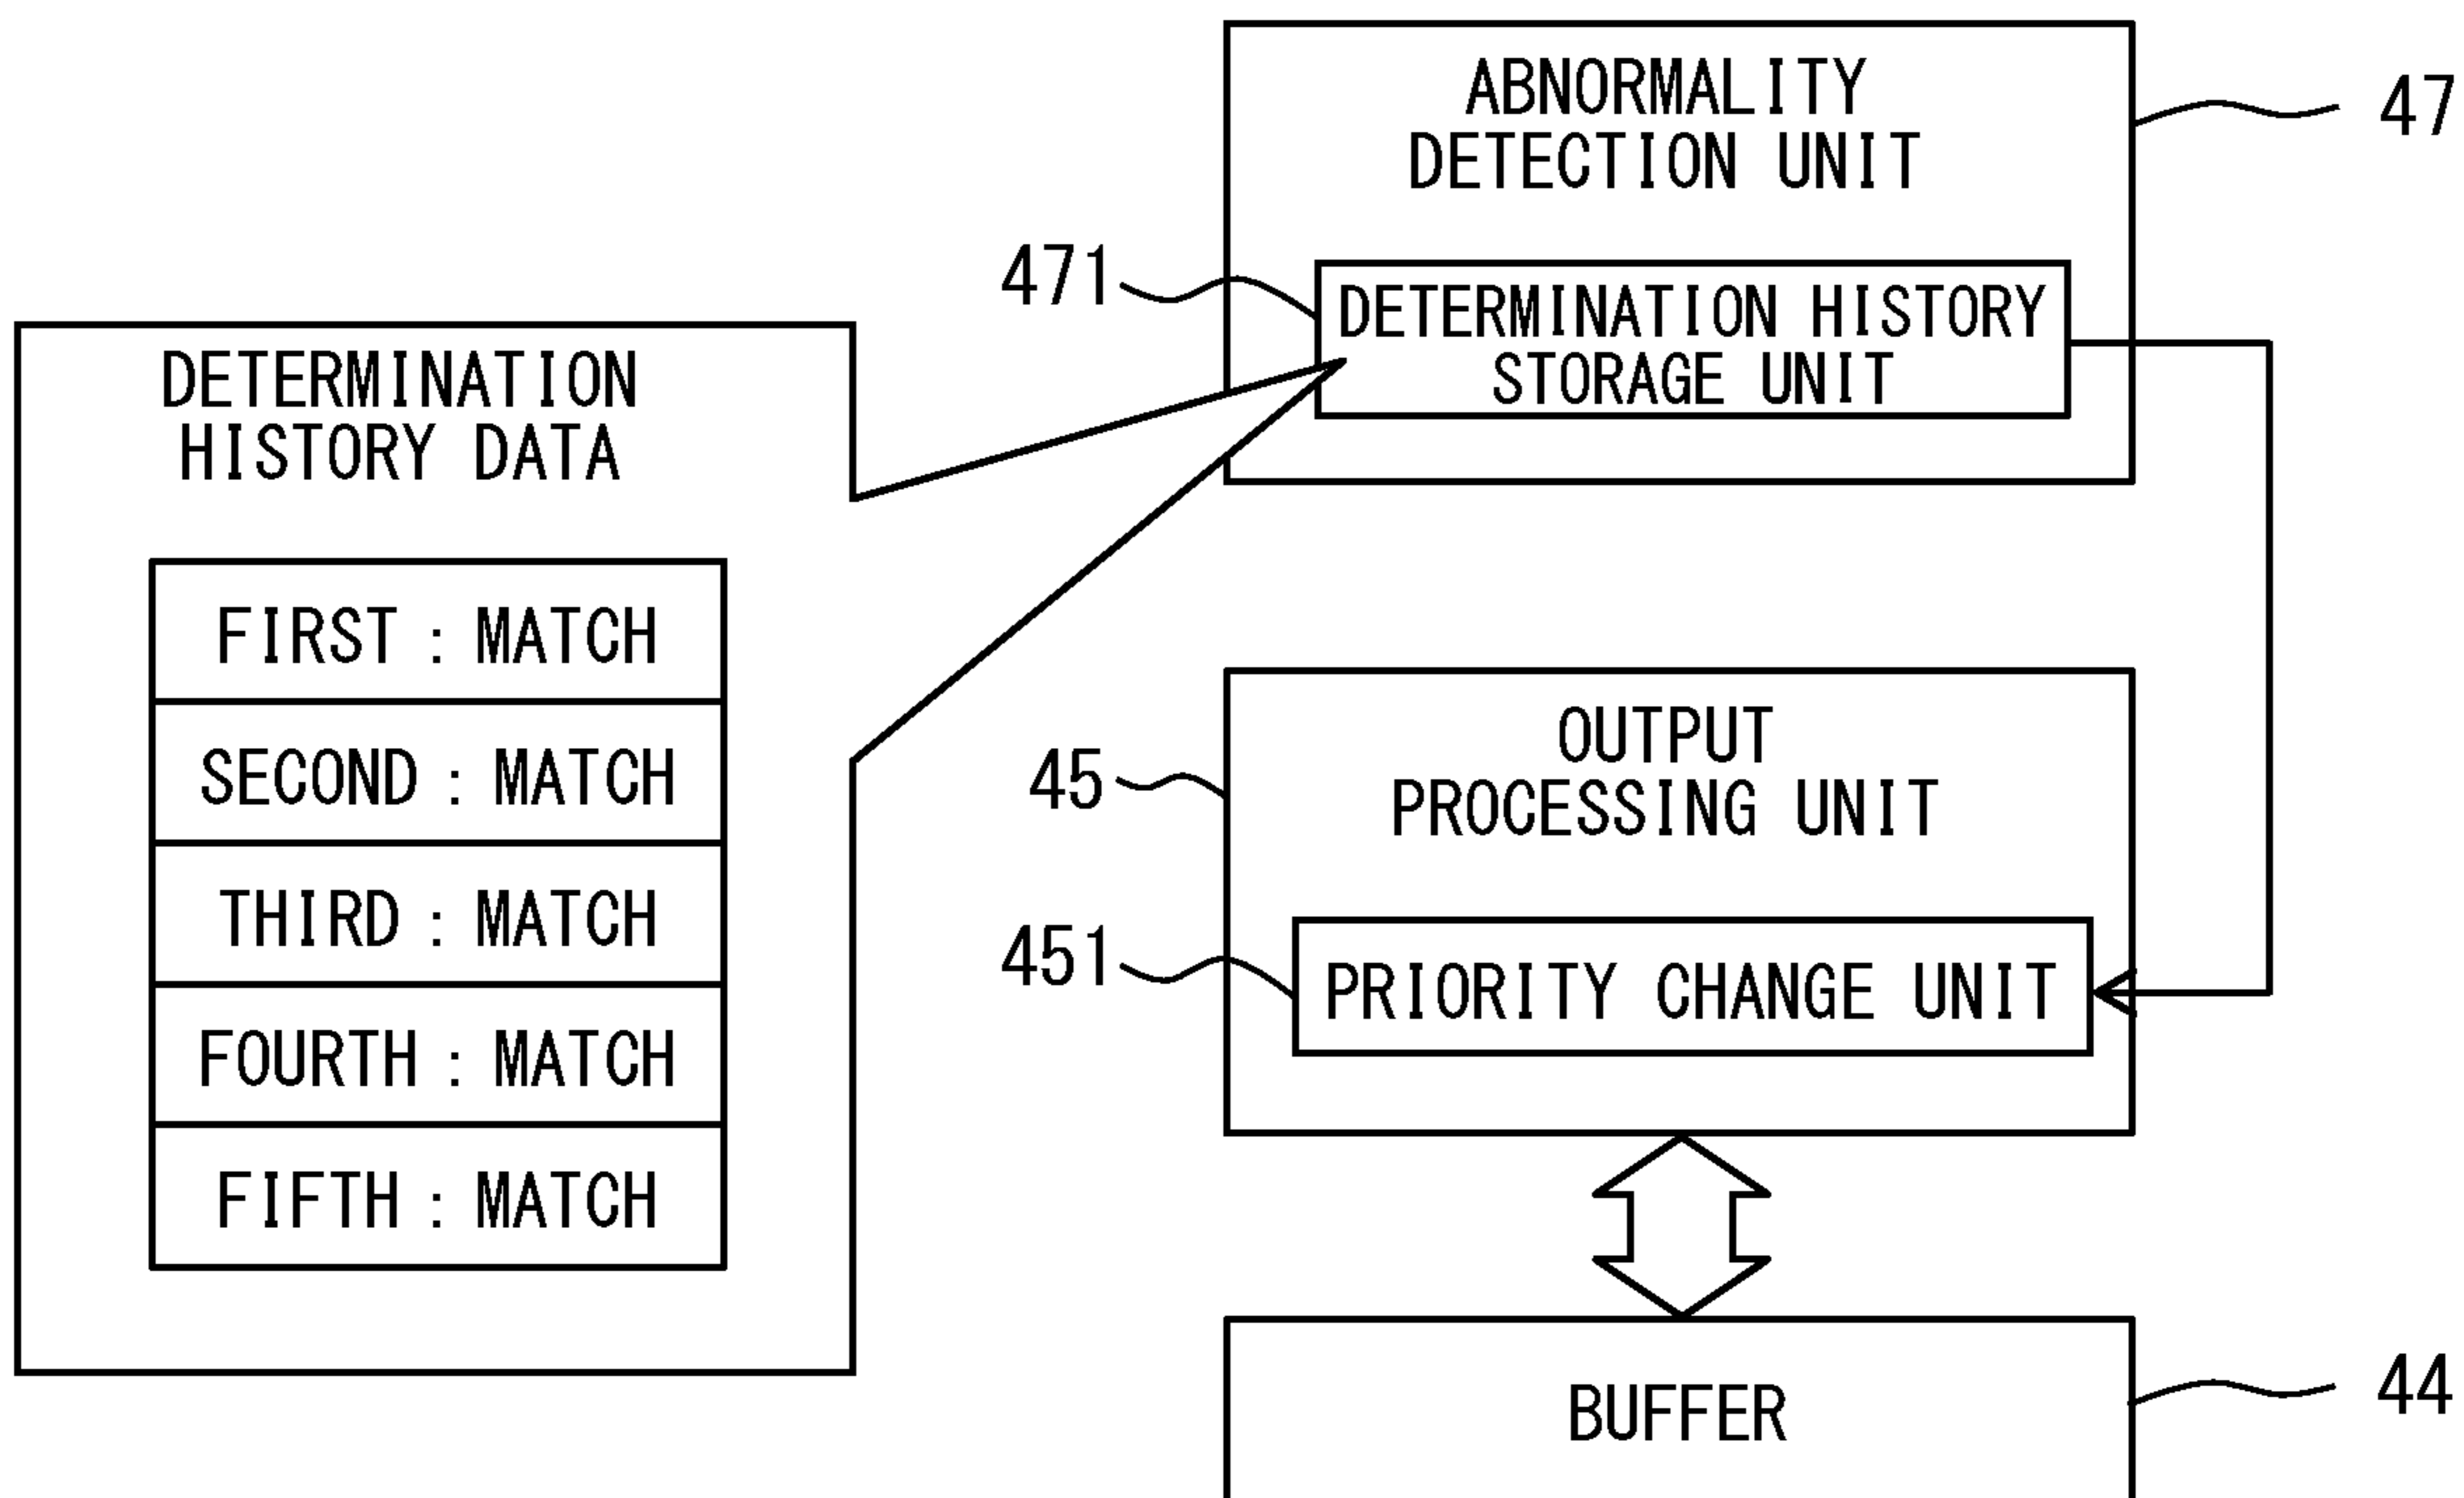 ABNORMALITY
DETECTION UNIT
47
471
DETERMINATION HISTORY
STORAGE UNIT
DETERMINATION
HISTORY DATA
FIRST : MATCH
SECOND : MATCH
THIRD : MATCH
FOURTH : MATCH
FIFTH : MATCH
OUTPUT
PROCESSING UNIT
45
451
PRIORITY CHANGE UNIT
BUFFER
44